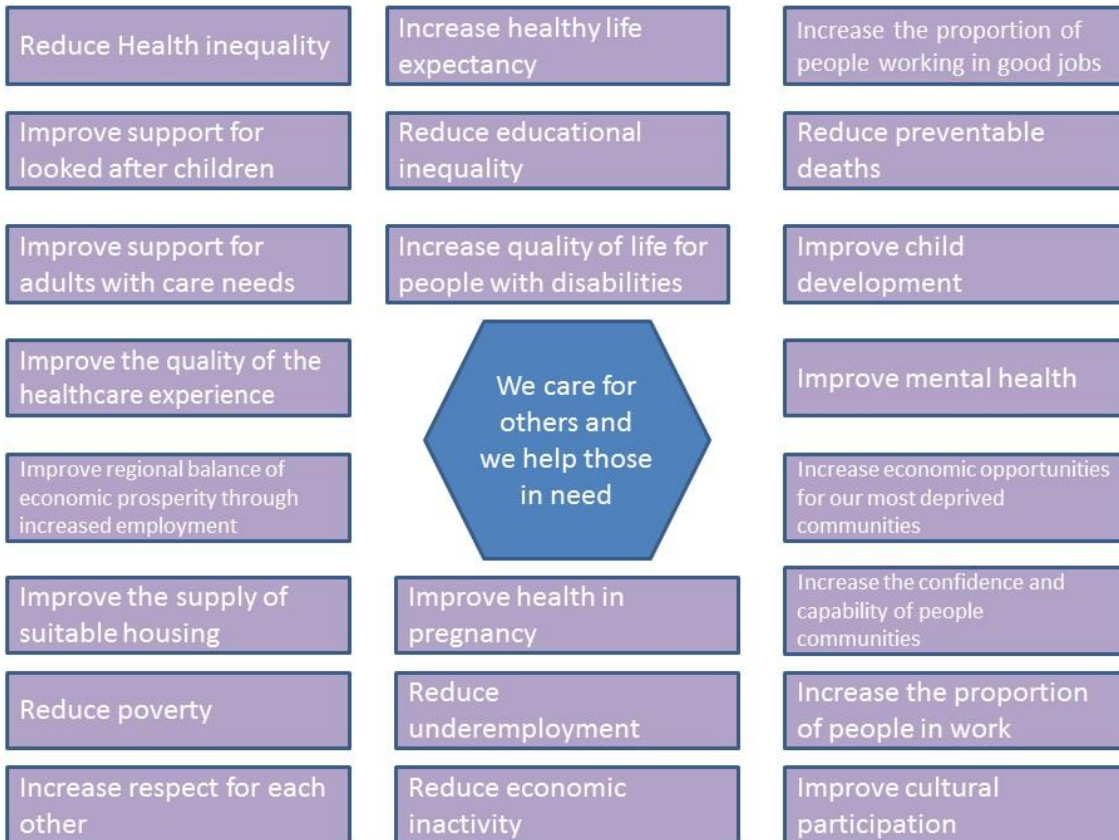 Reduce Health inequality
Increase healthy life
expectancy
Increase the proportion of
people working in good jobs
Improve support for
looked after children
Reduce educational
inequality
Reduce preventable
deaths
Improve support for
adults with care needs
Increase quality of life for
people with disabilities
Improve child
development
Improve the quality of the
healthcare experience
We care for
others and
we help those
in need
Improve mental health
Improve regional balance of
economic prosperity through
increased employment
Increase economic opportunities
for our most deprived
communities
Improve the supply of
suitable housing
Improve health in
pregnancy
Increase the confidence and
capability of people
communities
Reduce poverty
Reduce
underemployment
Increase the proportion
of people in work
Increase respect for each
other
Reduce economic
inactivity
Improve cultural
participation